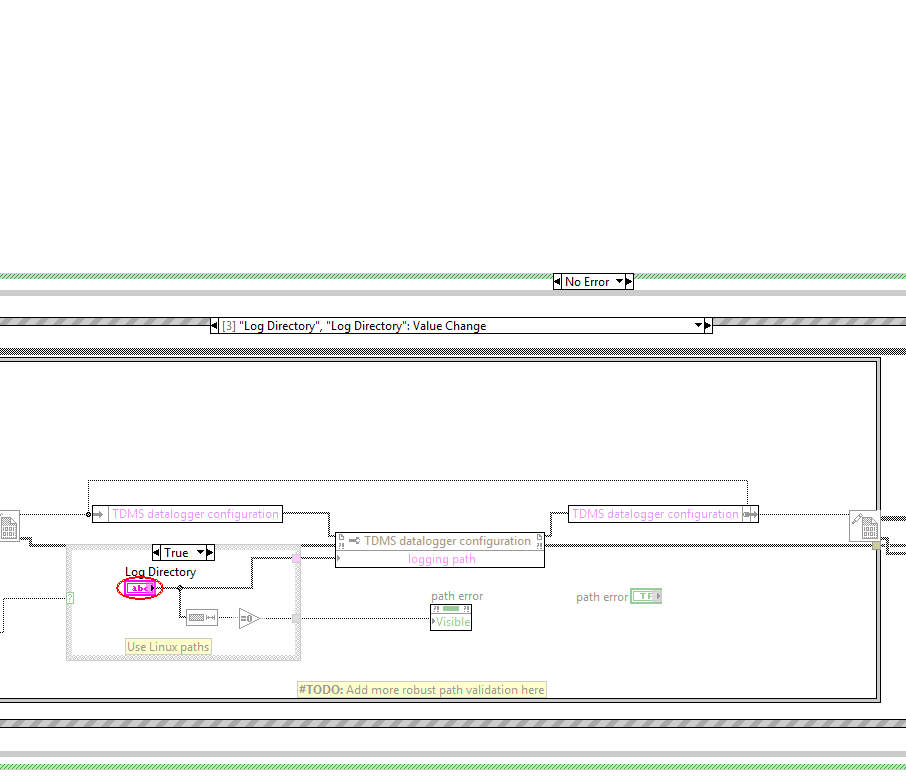 No Error
[3] "Log Directory", "Log Directory": Value Change
TDMS datalogger configuration
TDMS datalogger configuration
TDMS datalogger configuration
True
logging path
Log Directory
abc
?
path error
path error TF
=0
Visible
Use Linux paths
#TODO: Add more robust path validation here